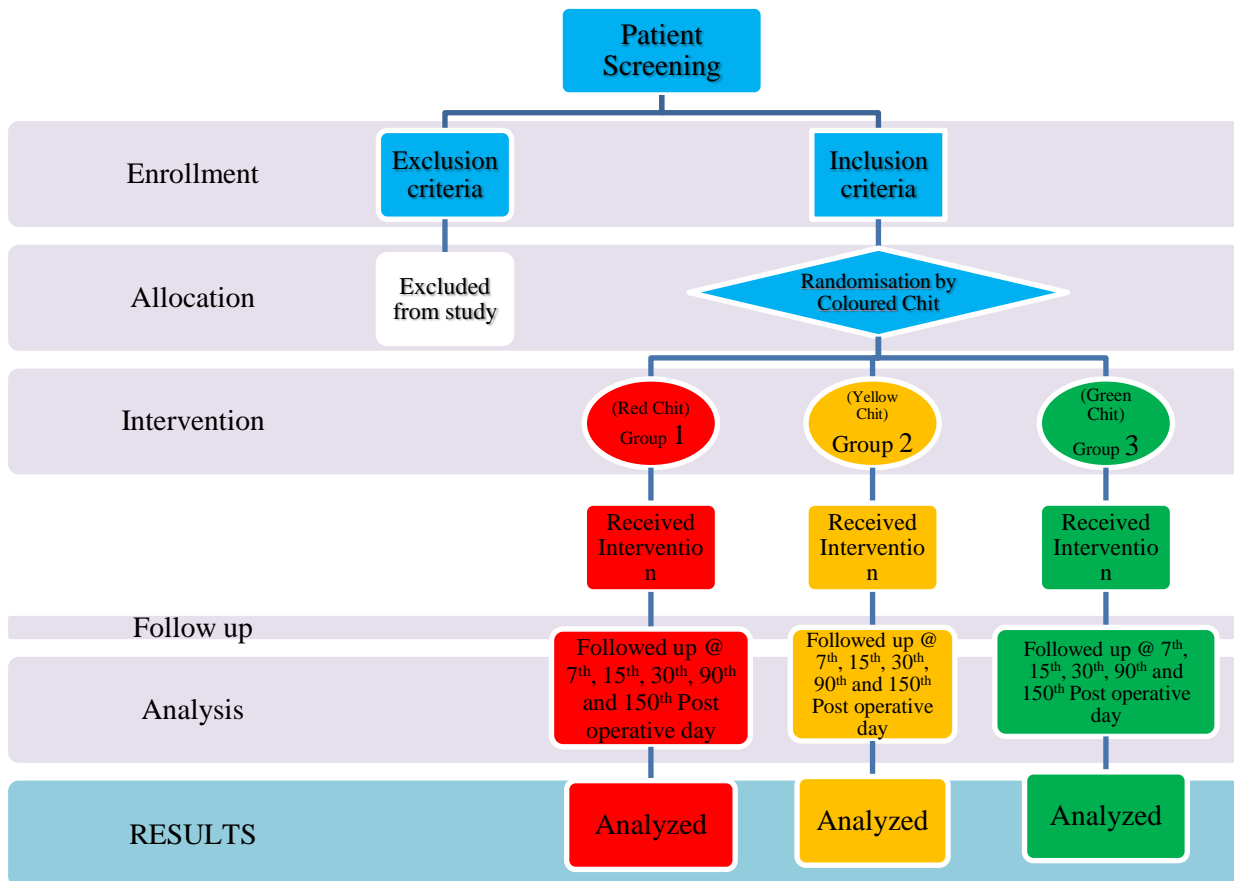 Patient
Screening
Enrollment
Exclusion
criteria
Inclusion
criteria
Allocation
Excluded
from study
Randomisation by
Coloured Chit
Intervention
(Red Chit)
Group 1
(Yellow
Chit)
Group 2
(Green
Chit)
Group 3
Received
Interventio
n
Received
Interventio
n
Received
Interventio
n
Follow up
Followed up @
7th, 15th, 30th, 90th
and 150th Post
operative day
Followed up @
7th, 15th, 30th,
90th and 150th
Post operative
day
Followed up @ 7th,
15th, 30th, 90th and
150th Post operative
day
Analysis
RESULTS
Analyzed
Analyzed
Analyzed